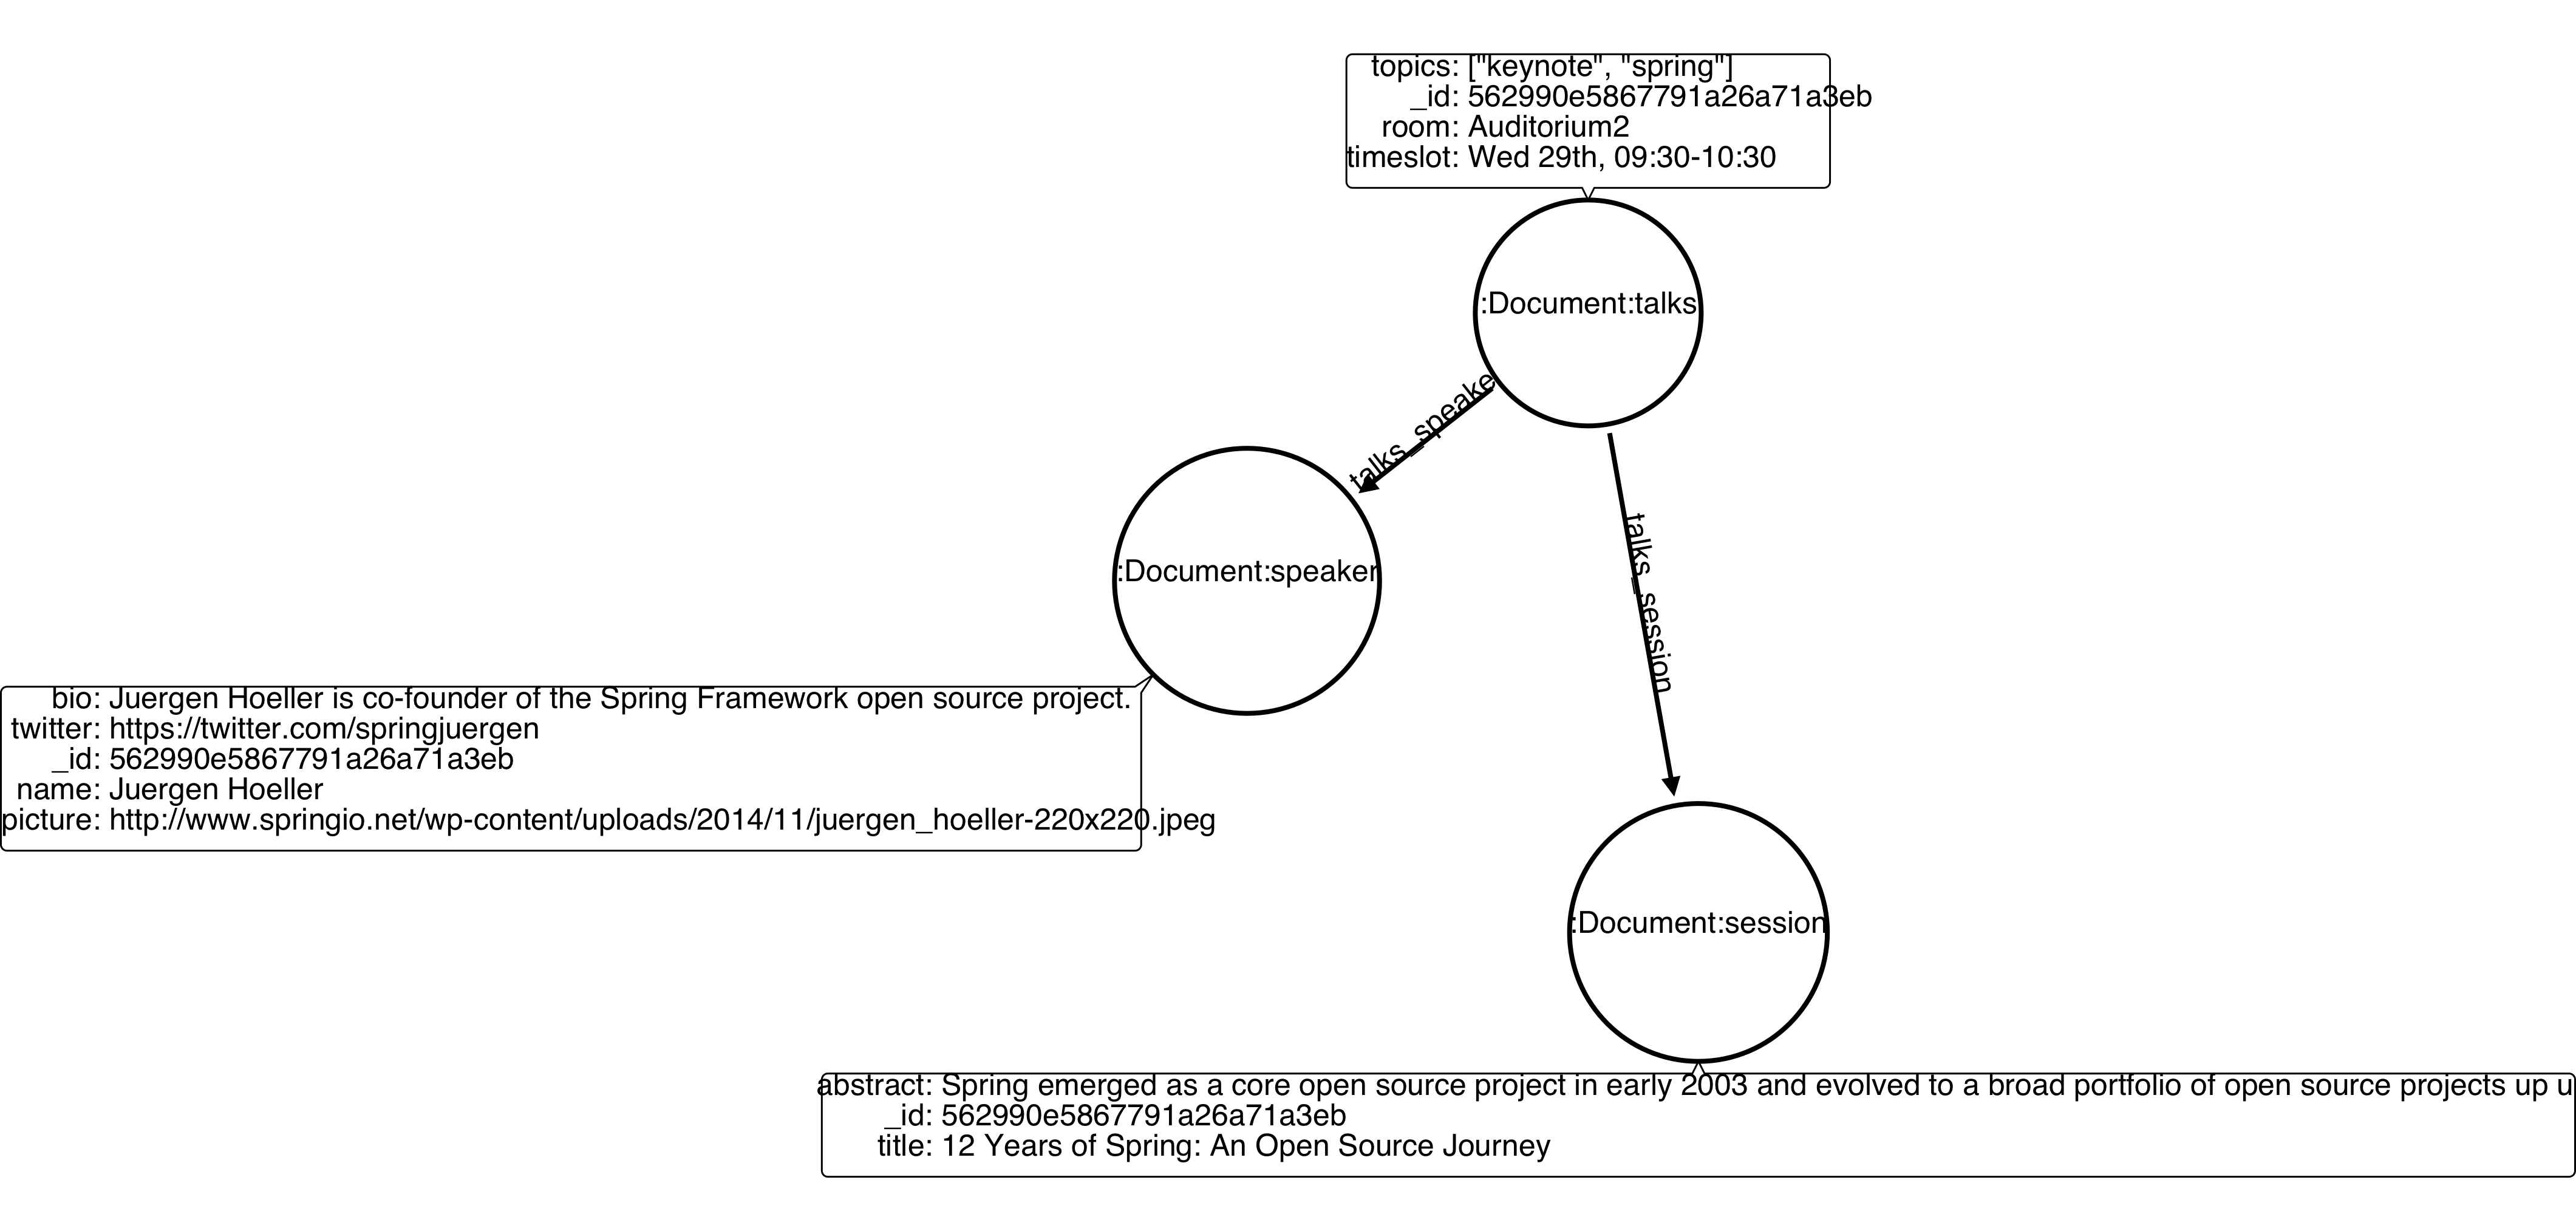 topics: ["keynote", "spring"]
_id: 562990e5867791a26a71a3eb
room: Auditorium2
timeslot: Wed 29th, 09:30-10:30
:Document:talks
talks_speake
:Document:speaker
talks_session
bio: Juergen Hoeller is co-founder of the Spring Framework open source project.
twitter: https://twitter.com/springjuergen
_id: 562990e5867791a26a71a3eb
name: Juergen Hoeller
picture: http://www.springio.net/wp-content/uploads/2014/11/juergen_hoeller-220x220.jpeg
:Document:session
abstract: Spring emerged as a core open source project in early 2003 and evolved to a broad portfolio of open source projects up u
_id: 562990e5867791a26a71a3eb
title: 12 Years of Spring: An Open Source Journey